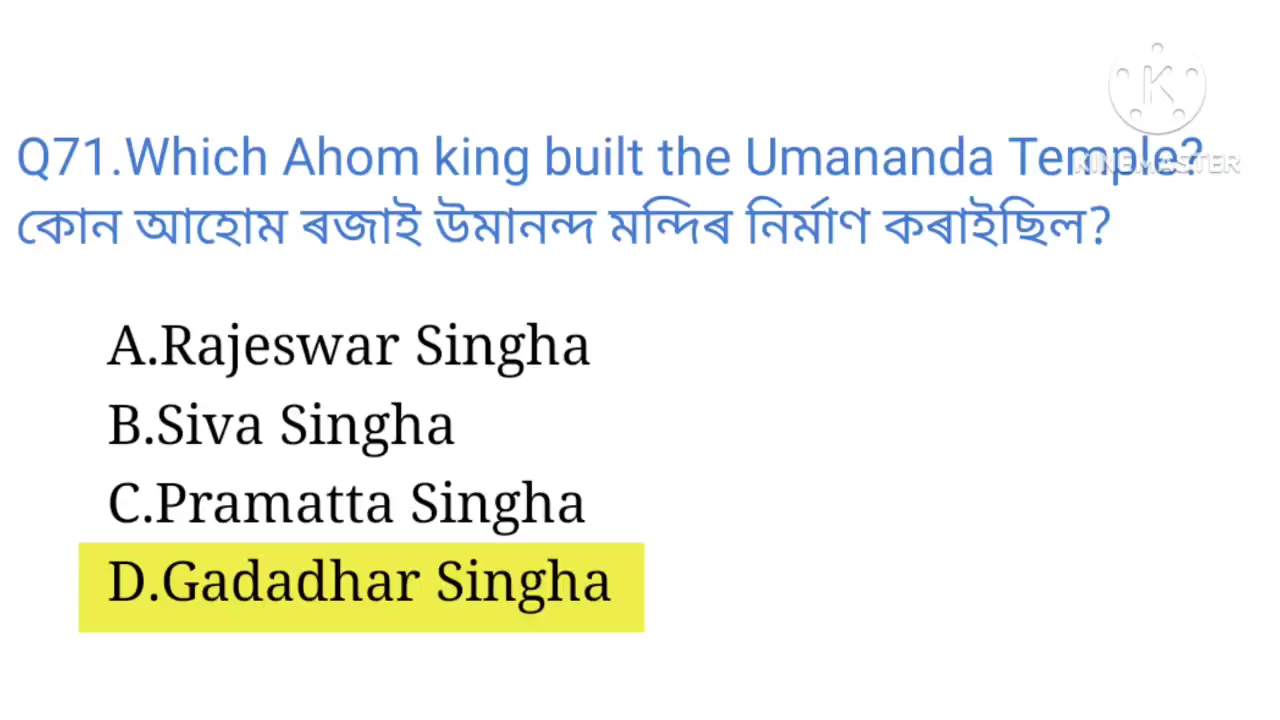 Q71.Which Ahom king built the Umananda Temple?
কোন আহোম ৰজাই উমানন্দ মন্দিৰ নিৰ্মাণ কৰাইছিল?
A.Rajeswar Singha
B.Siva Singha
C.Pramatta Singha
D.Gadadhar Singha
K
KINEMASTER